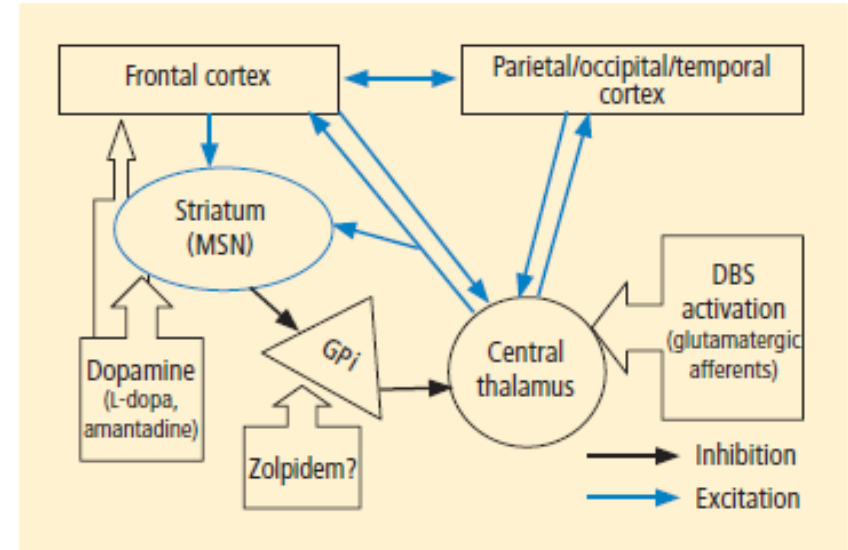 Frontal cortex
Parietal/occipital/temporal
cortex
Striatum
(MSN)
DBS
activation
(glutamatergic
afferents)
GPi
Central
thalamus
Dopamine
(L-dopa,
amantadine)
Zolpidem?
Inhibition
Excitation